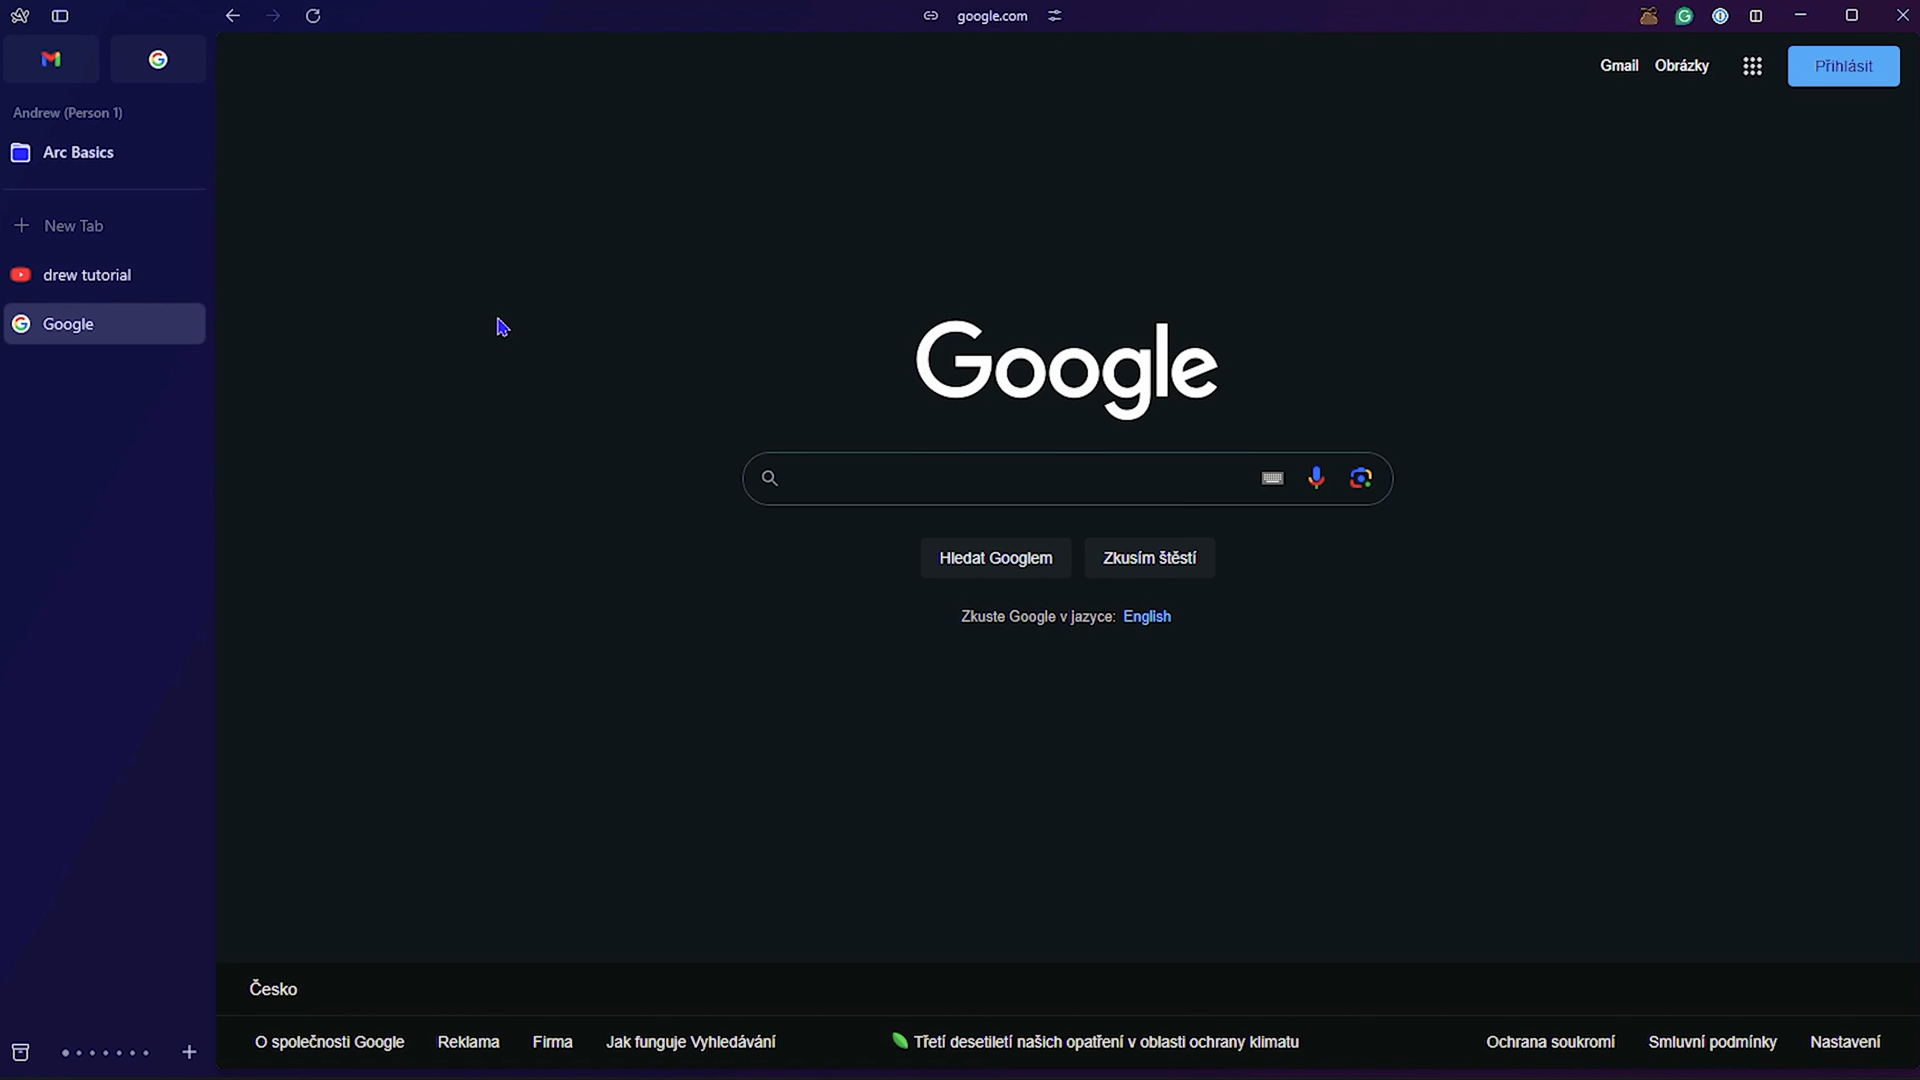 google.com
Gmail
Obrázky
Přihlásit
Andrew (Person 1)
Arc Basics
New Tab
drew tutorial
Google
Google
Hledat Googlem
Zkusím štěstí
Zkuste Google v jazyce: English
Česko
O společnosti Google
Reklama
Firma
Jak funguje Vyhledávání
Třetí desetiletí našich opatření v oblasti ochrany klimatu
Ochrana soukromí
Smluvní podmínky
Nastavení